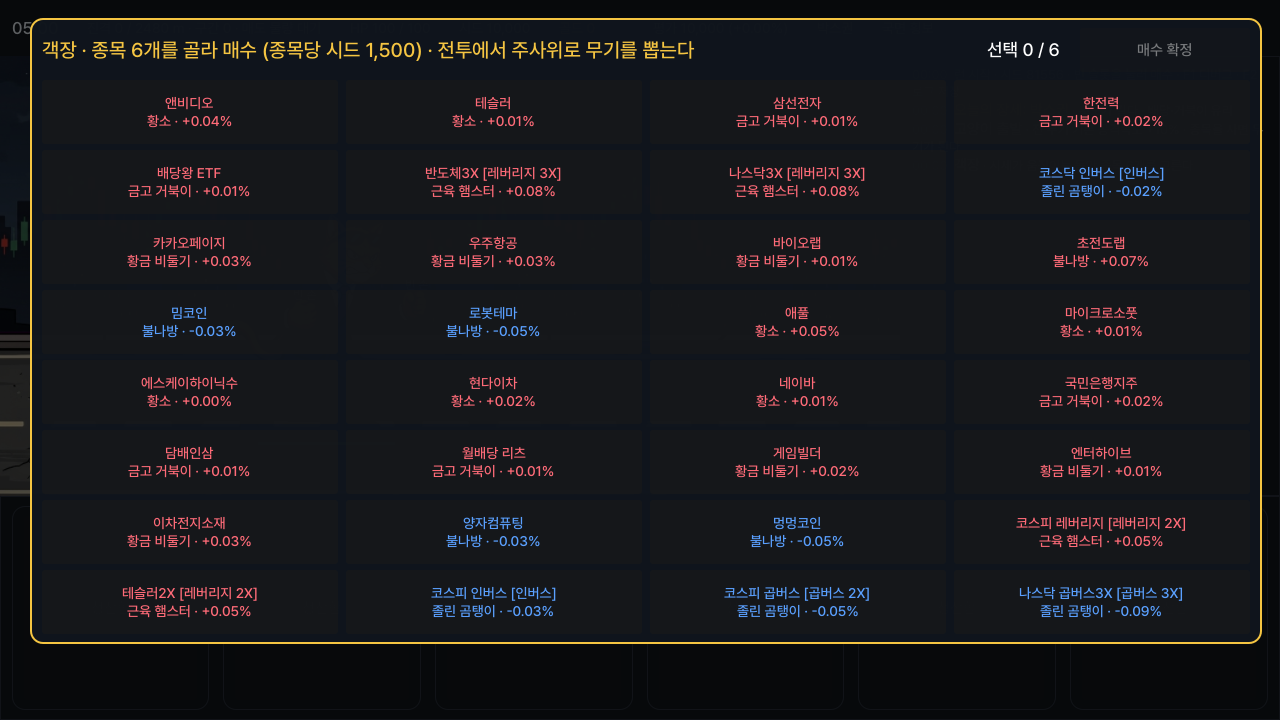 05
객장 · 종목 6개를 골라 매수 (종목당 시드 1,500) · 전투에서 주사위로 무기를 뽑는다
선택 0 / 6
매수 확정
앤비디오
황소 · +0.04%
테슬러
황소 · +0.01%
삼선전자
금고 거북이 · +0.01%
한전력
금고 거북이 · +0.02%
배당왕 ETF
금고 거북이 · +0.01%
반도체3X [레버리지 3X]
근육 햄스터 · +0.08%
나스닥3X [레버리지 3X]
근육 햄스터 · +0.08%
코스닥 인버스 [인버스]
졸린 곰탱이 · -0.02%
카카오페이지
황금 비둘기 · +0.03%
우주항공
황금 비둘기 · +0.03%
바이오랩
황금 비둘기 · +0.01%
초전도랩
불나방 · +0.07%
밈코인
불나방 · -0.03%
로봇테마
불나방 · -0.05%
애풀
황소 · +0.05%
마이크로소풋
황소 · +0.01%
에스케이하이닉수
황소 · +0.00%
현다이차
황소 · +0.02%
네이바
황소 · +0.01%
국민은행지주
금고 거북이 · +0.02%
담배인삼
금고 거북이 · +0.01%
월배당 리츠
금고 거북이 · +0.01%
게임빌더
황금 비둘기 · +0.02%
엔터하이브
황금 비둘기 · +0.01%
이차전지소재
황금 비둘기 · +0.03%
양자컴퓨팅
불나방 · -0.03%
멍멍코인
불나방 · -0.05%
코스피 레버리지 [레버리지 2X]
근육 햄스터 · +0.05%
테슬러2X [레버리지 2X]
근육 햄스터 · +0.05%
코스피 인버스 [인버스]
졸린 곰탱이 · -0.03%
코스피 곱버스 [곱버스 2X]
졸린 곰탱이 · -0.05%
나스닥 곱버스3X [곱버스 3X]
졸린 곰탱이 · -0.09%